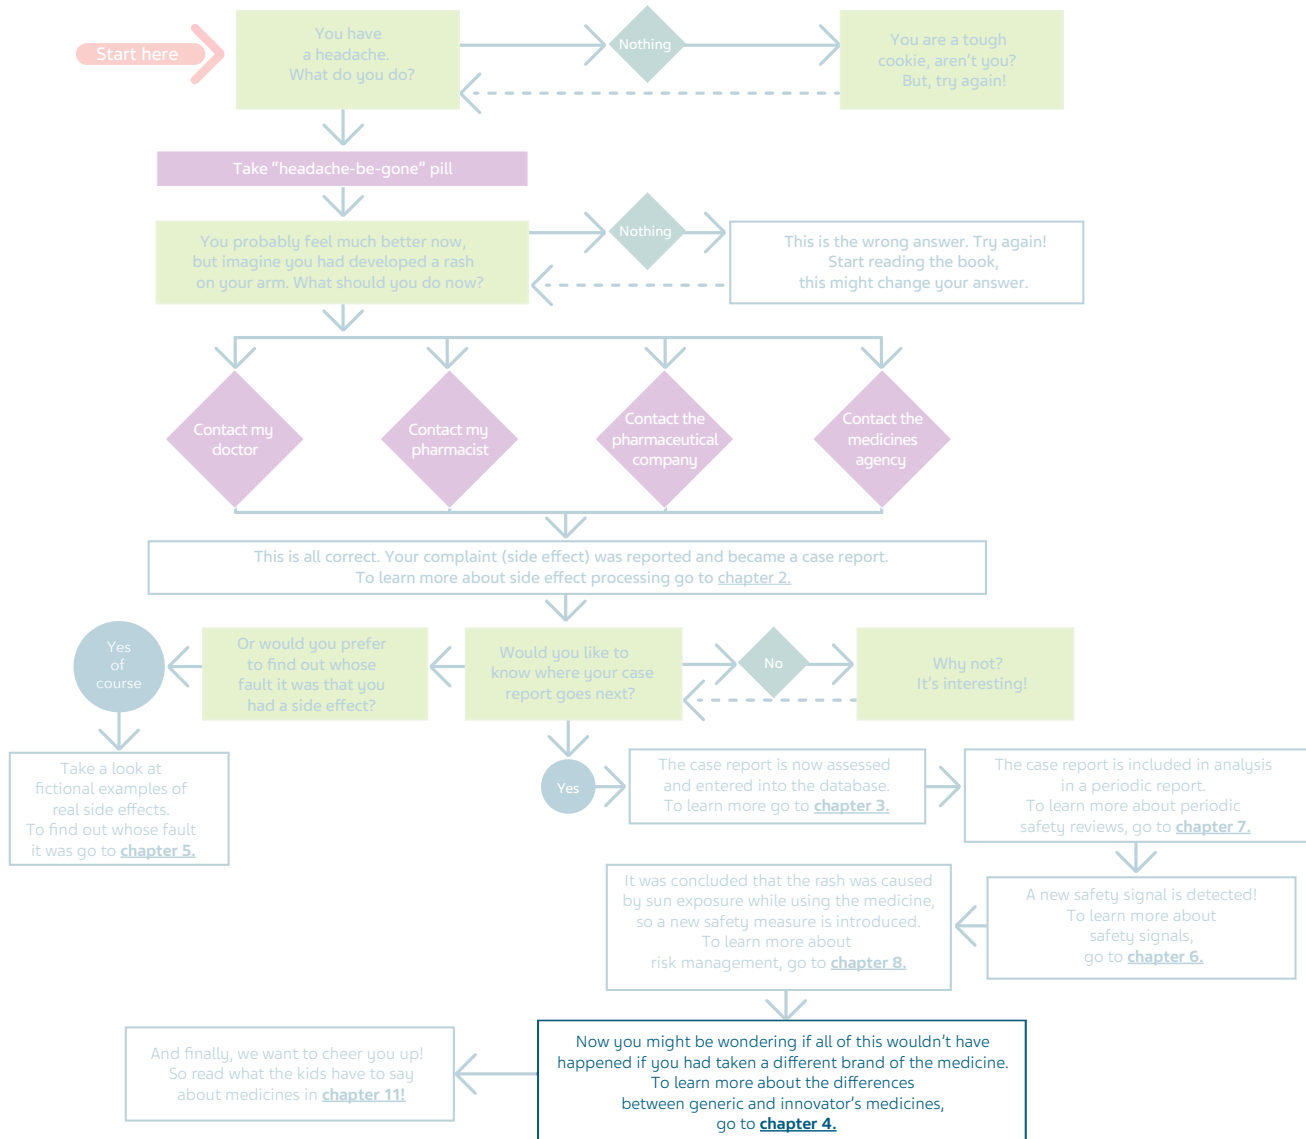 Start here
You have
a headache.
What do you do?
Nothing
You are a tough
cookie, aren't you?
But, try again!
Take “headache-be-gone” pill
You probably feel much better now,
but imagine you had developed a rash
on your arm. What should you do now?
Nothing
This is the wrong answer. Try again!
Start reading the book,
this might change your answer.
Contact my
doctor
Contact my
pharmacist
Contact the
pharmaceutical
company
Contact the
medicines
agency
This is all correct. Your complaint (side effect) was reported and became a case report.
To learn more about side effect processing go to chapter 2.
Yes
of
course
Or would you prefer
to find out whose
fault it was that you
had a side effect?
Would you like to
know where your case
report goes next?
No
Why not?
It's interesting!
Take a look at
fictional examples of
real side effects.
To find out whose fault
it was go to chapter 5.
Yes
The case report is now assessed
and entered into the database.
To learn more go to chapter 3.
The case report is included in analysis
in a periodic report.
To learn more about periodic
safety reviews, go to chapter 7.
It was concluded that the rash was caused
by sun exposure while using the medicine,
so a new safety measure is introduced.
To learn more about
risk management, go to chapter 8.
A new safety signal is detected!
To learn more about
safety signals,
go to chapter 6.
And finally, we want to cheer you up!
So read what the kids have to say
about medicines in chapter 11!
Now you might be wondering if all of this wouldn’t have
happened if you had taken a different brand of the medicine.
To learn more about the differences
between generic and innovator’s medicines,
go to chapter 4.